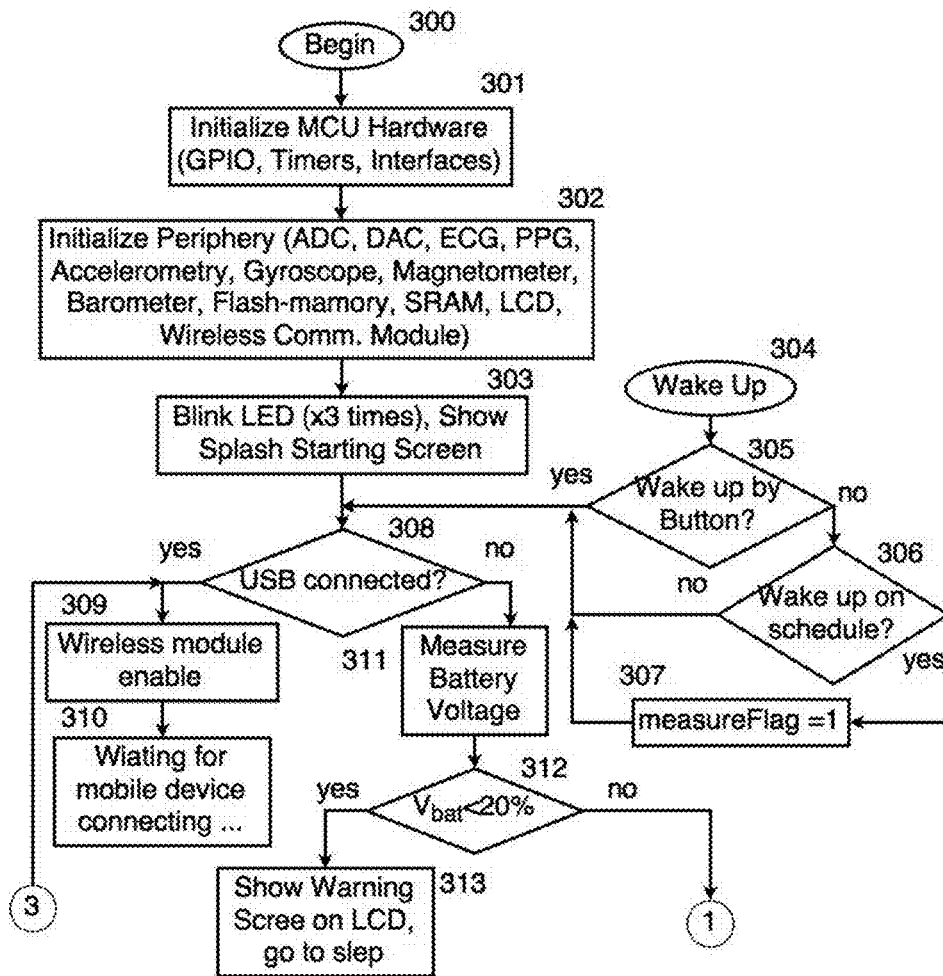 300
Begin
301
Initialize MCU Hardware
(GPIO, Timers, Interfaces)
302
Initialize Periphery (ADC, DAC, ECG, PPG,
Accelerometry, Gyroscope, Magnetometer,
Barometer, Flash-mamory, SRAM, LCD,
Wireless Comm. Module)
303
Blink LED (x3 times), Show
Splash Starting Screen
304
Wake Up
305
yes
Wake up by
Button?
no
306
no
Wake up on
schedule?
yes
307
measureFlag =1
308
yes
no
USB connected?
309
Wireless module
enable
310
Wiating for
mobile device
connecting ...
311
Measure
Battery
Voltage
312
yes
Vbat<20%
no
313
Show Warning
Scree on LCD,
go to slep
3
1